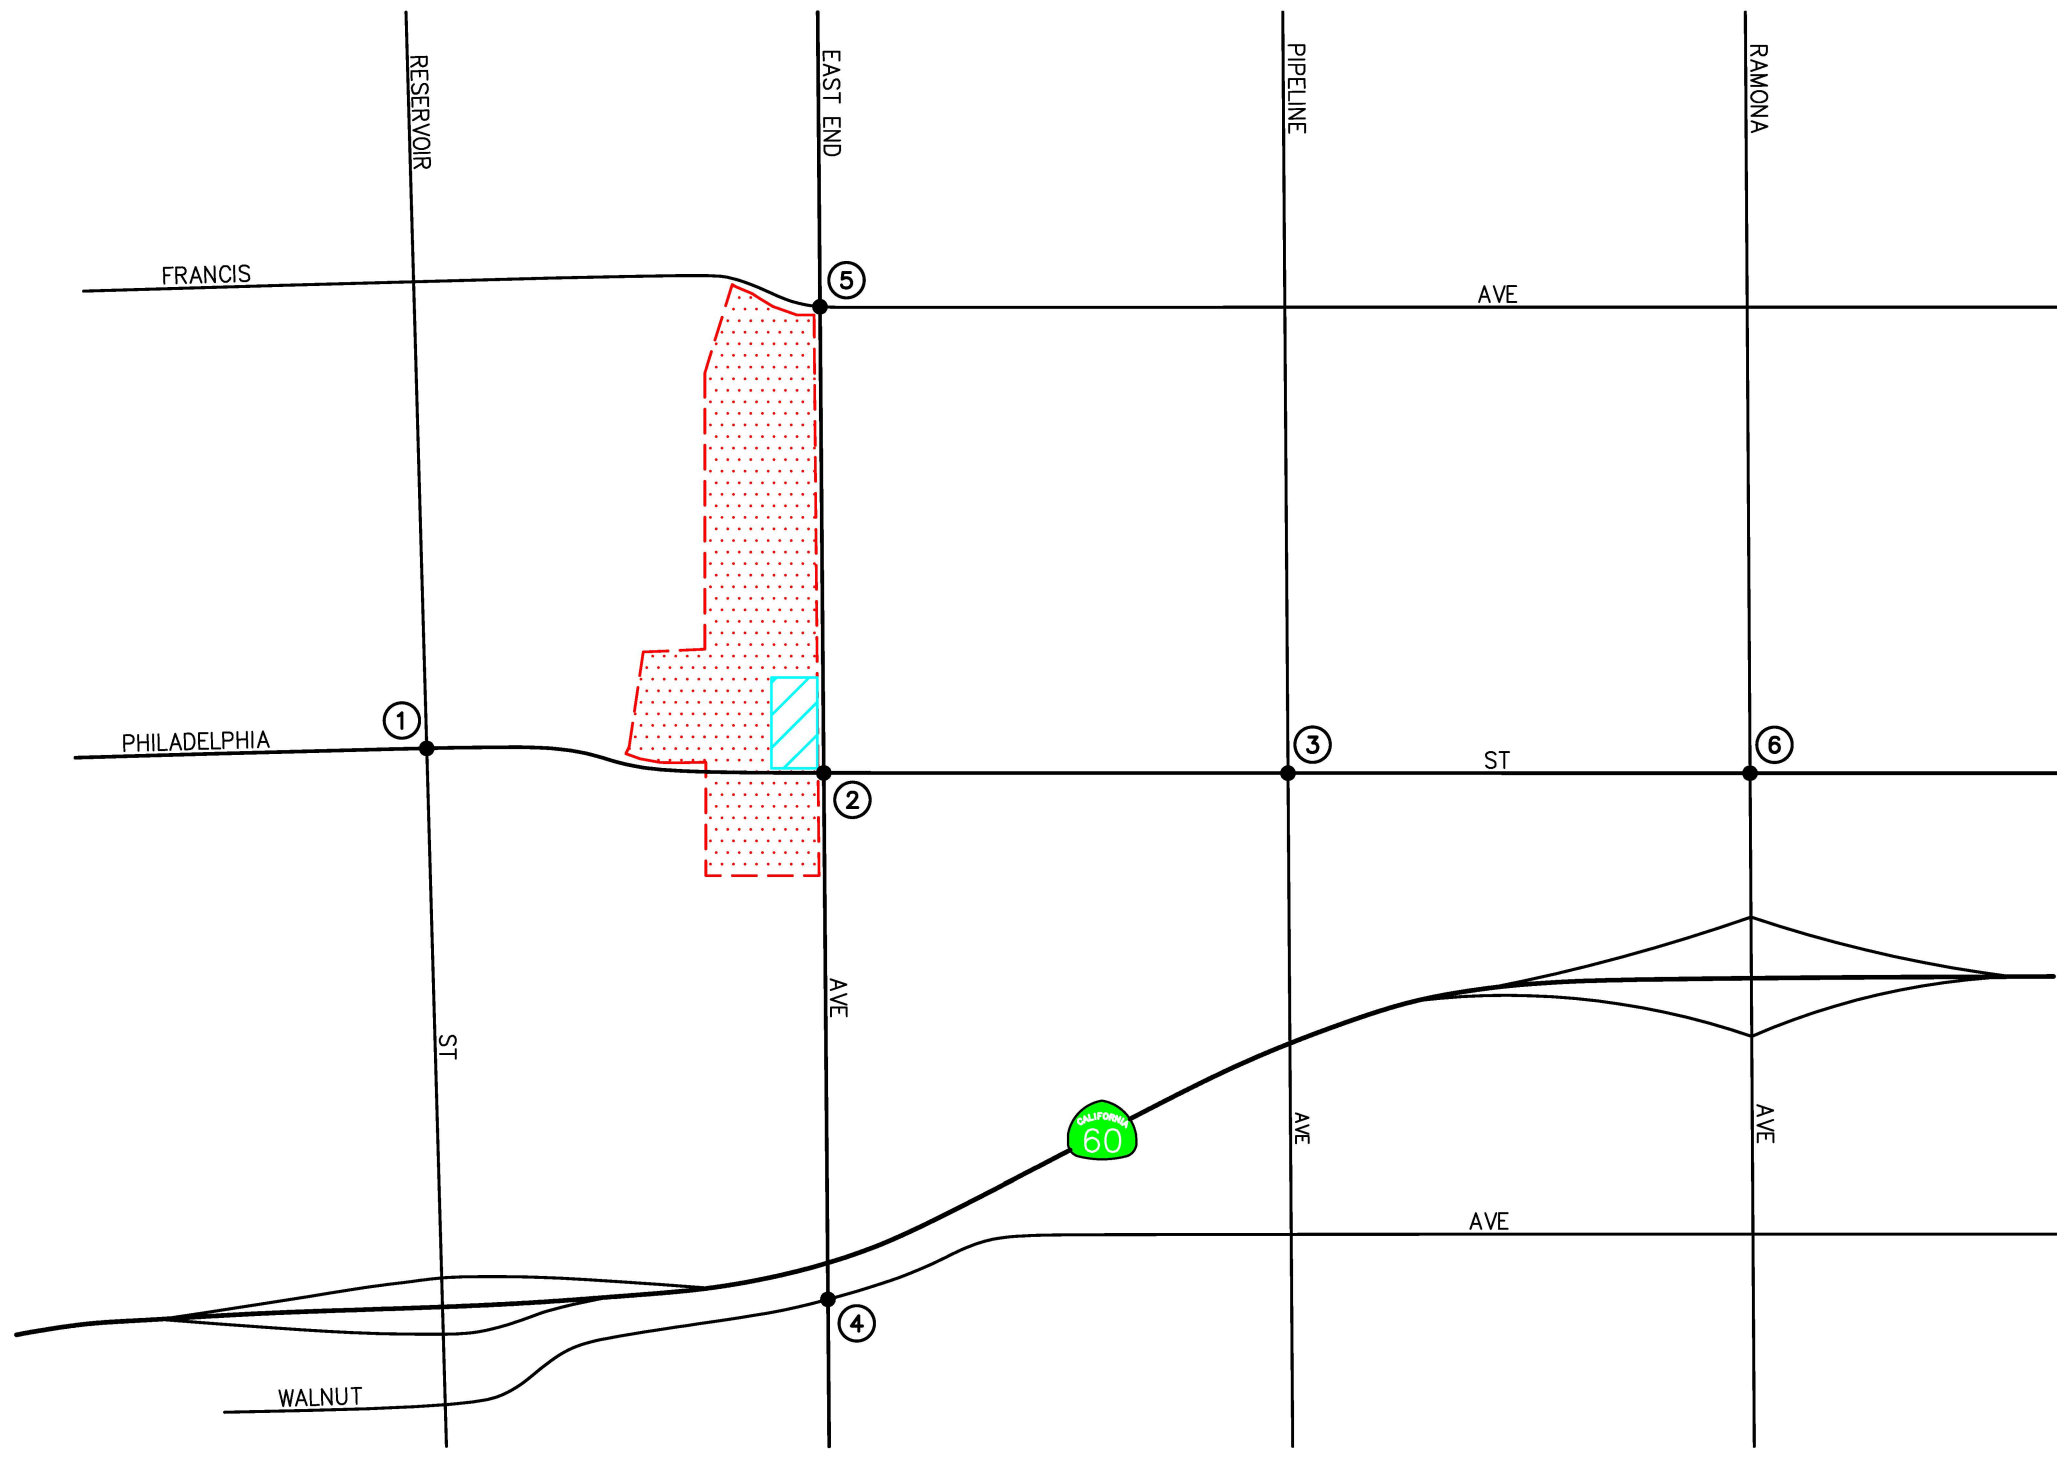 RESERVOIR
EAST END
PIPELINE
RAMONA
FRANCIS
5
AVE
1
PHILADELPHIA
2
3
ST
6
AVE
ST
CALIFORNIA
60
AVE
AVE
AVE
4
WALNUT